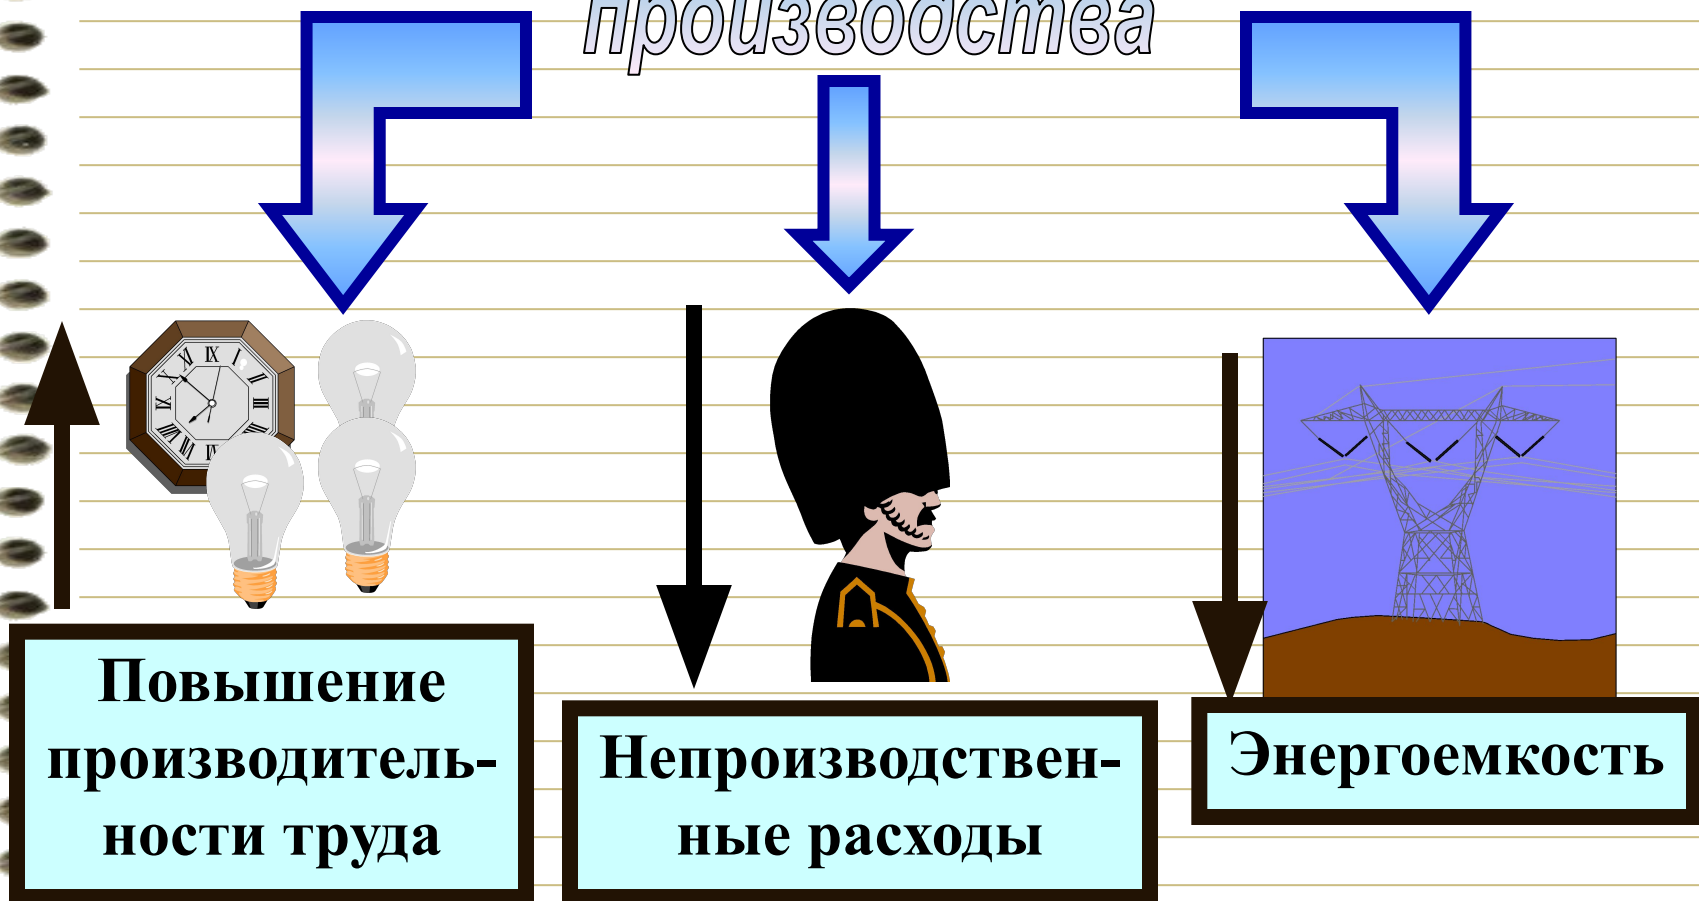 производства
Повышение
производитель-
ности труда
Непроизводствен-
ные расходы
Энергоемкость